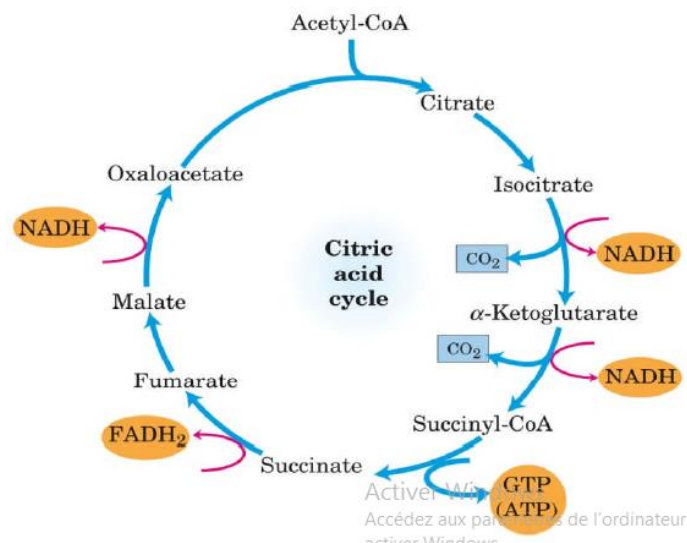 Acetyl-CoA
Citrate
Isocitrate
NADH
CO₂
α-Ketoglutarate
CO₂
NADH
Succinyl-CoA
GTP
(ATP)
Succinate
FADH₂
Fumarate
Malate
NADH
Oxaloacetate
Citric
acid
cycle
Activer
Accédez aux de l'ordinateur
activer Windows